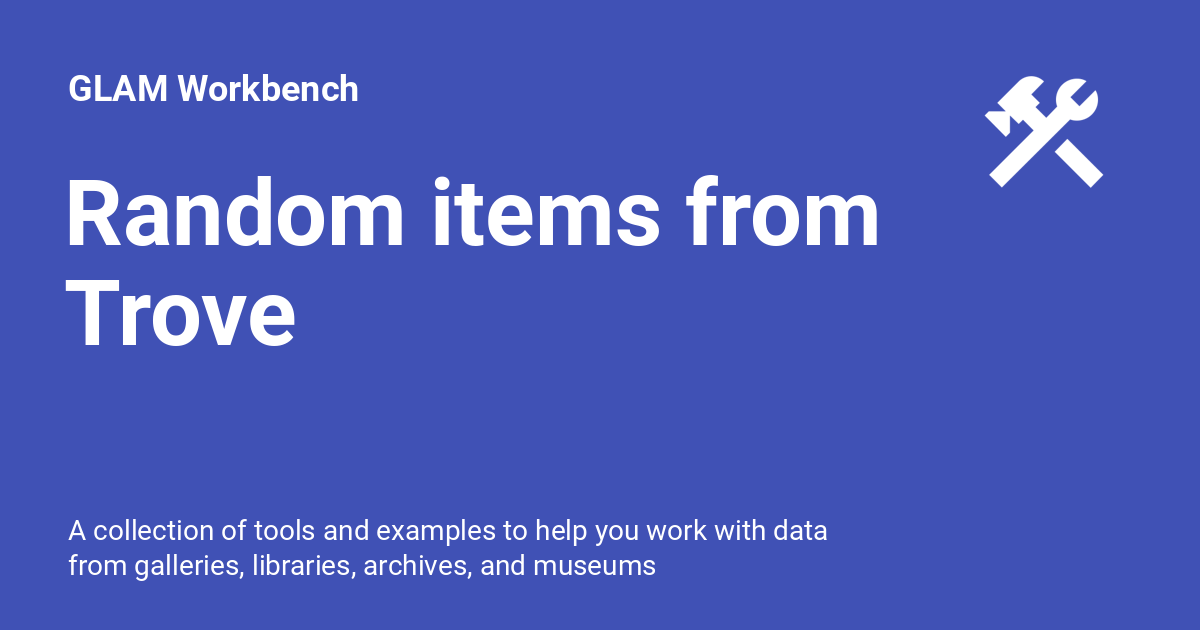 GLAM Workbench
Random items from
Trove
A collection of tools and examples to help you work with data
from galleries, libraries, archives, and museums